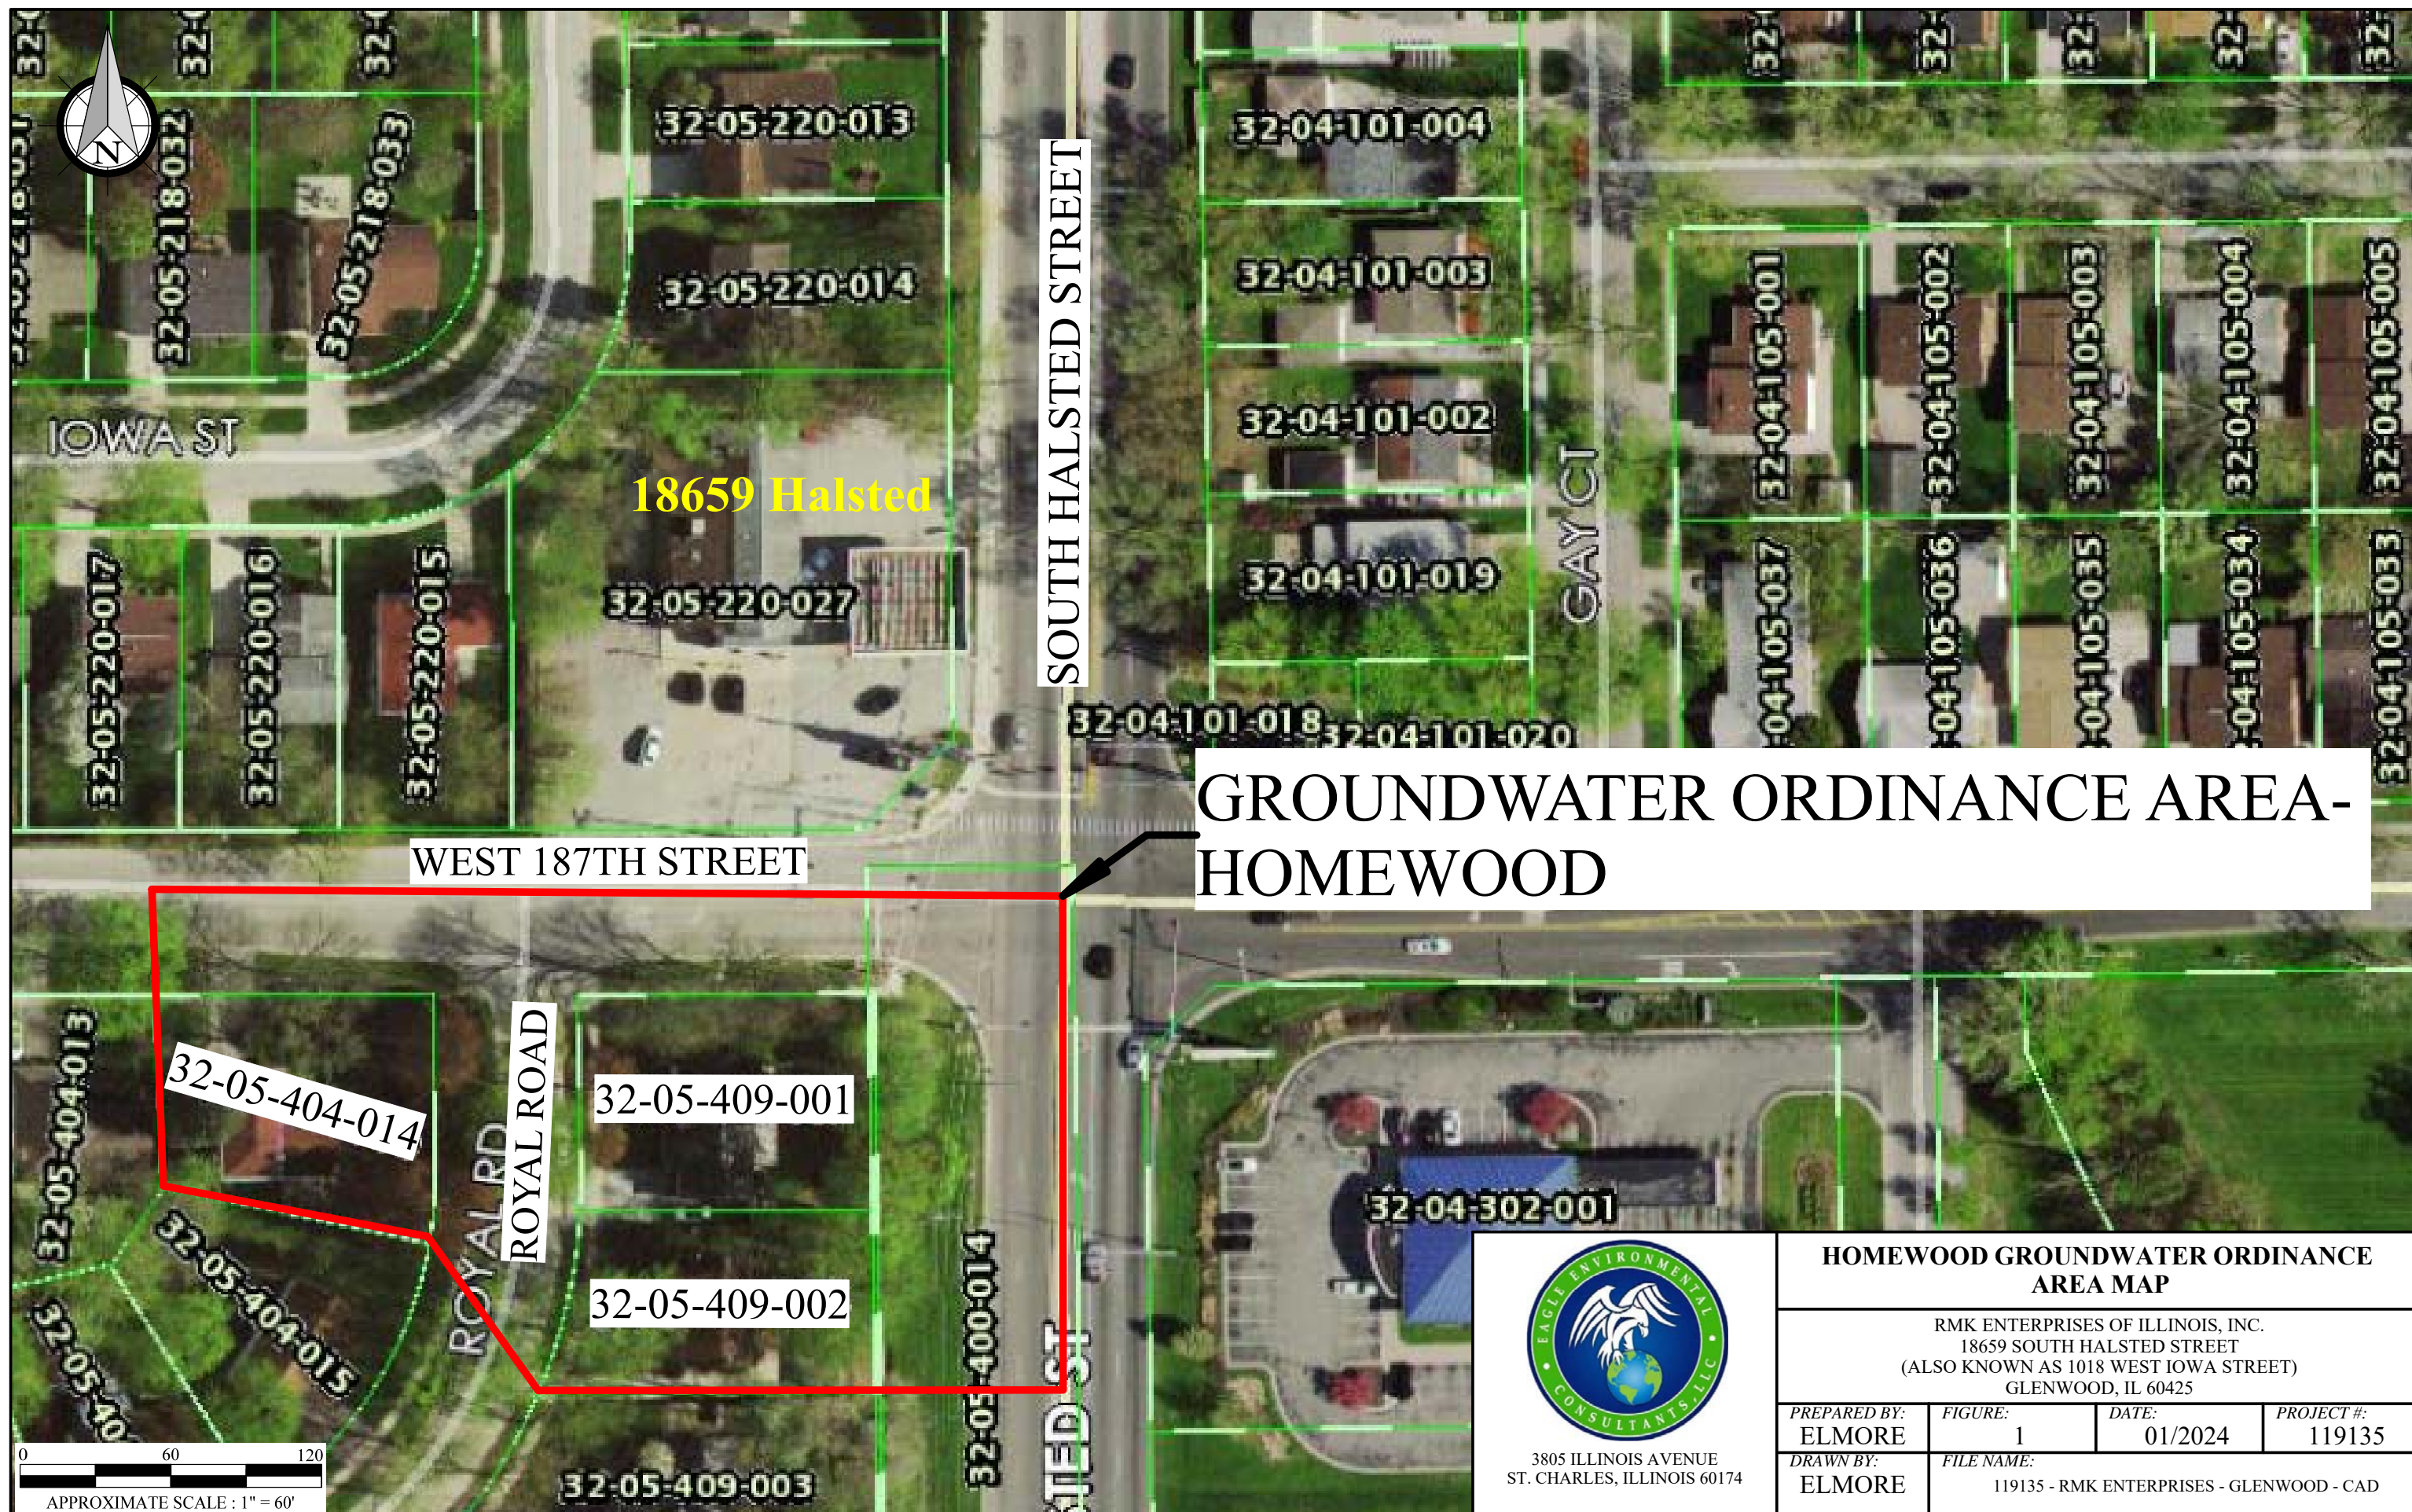 N
32-05-218-032
32-05-218-033
32-05-220-013
32-05-220-014
32-04-101-004
32-04-101-003
32-04-101-002
32-04-101-019
32-04-105-001
32-04-105-002
32-04-105-003
32-04-105-004
32-04-105-005
IOWA ST
18659 Halsted
SOUTH HALSTED STREET
GAY CT
32-05-220-017
32-05-220-016
32-05-220-015
32-05-220-027
32-04-101-018
32-04-101-020
-04-105-037
-04-105-036
-04-105-035
-04-105-034
32-04-105-033
GROUNDWATER ORDINANCE AREA-
HOMEWOOD
WEST 187TH STREET
32-05-404-013
32-05-404-014
ROYAL RD
ROYAL ROAD
32-05-409-001
32-05-409-002
32-05-404-015
32-05-400-014
32-05-409-003
32-04-302-001
0 60 120
APPROXIMATE SCALE : 1" = 60'
EAGLE ENVIRONMENTAL
CONSULTANTS, LLC
3805 ILLINOIS AVENUE
ST. CHARLES, ILLINOIS 60174
HOMEWOOD GROUNDWATER ORDINANCE
AREA MAP
RMK ENTERPRISES OF ILLINOIS, INC.
18659 SOUTH HALSTED STREET
(ALSO KNOWN AS 1018 WEST IOWA STREET)
GLENWOOD, IL 60425
PREPARED BY:
ELMORE
FIGURE:
1
DATE:
01/2024
PROJECT #:
119135
DRAWN BY:
ELMORE
FILE NAME:
119135 - RMK ENTERPRISES - GLENWOOD - CAD